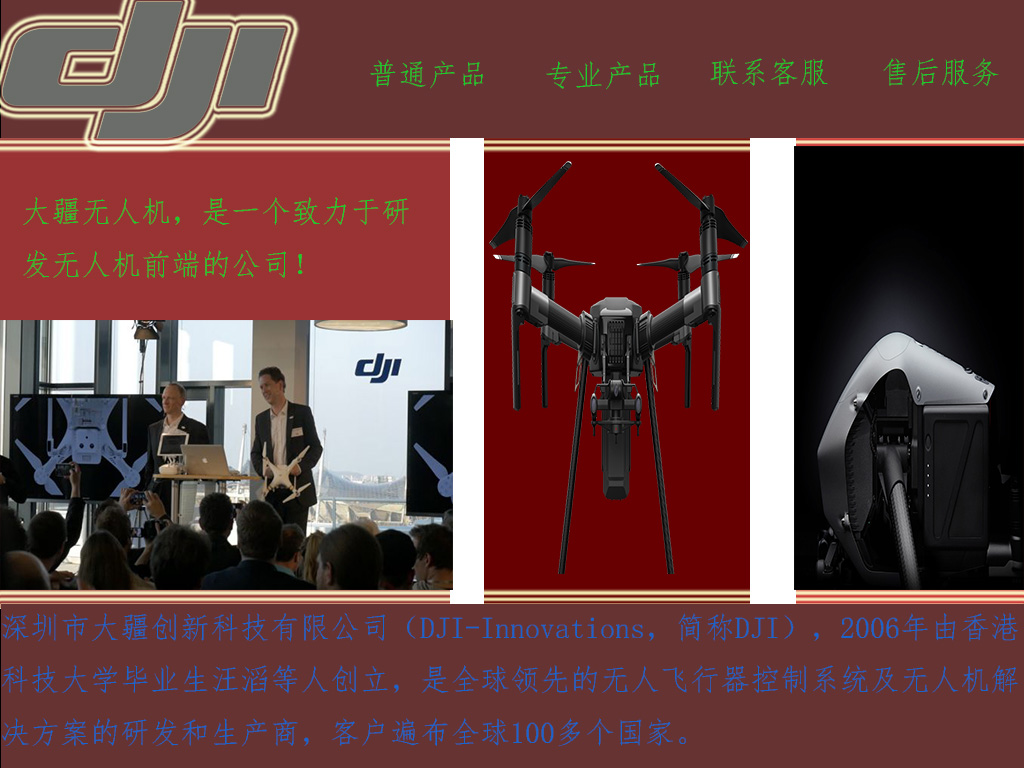 dji
普通产品 专业产品 联系客服 售后服务
大疆无人机，是一个致力于研
发无人机前端的公司！
dji
深圳市大疆创新科技有限公司（DJI-Innovations，简称DJI），2006年由香港
科技大学毕业生汪滔等人创立，是全球领先的无人飞行器控制系统及无人机解
决方案的研发和生产商，客户遍布全球100多个国家。